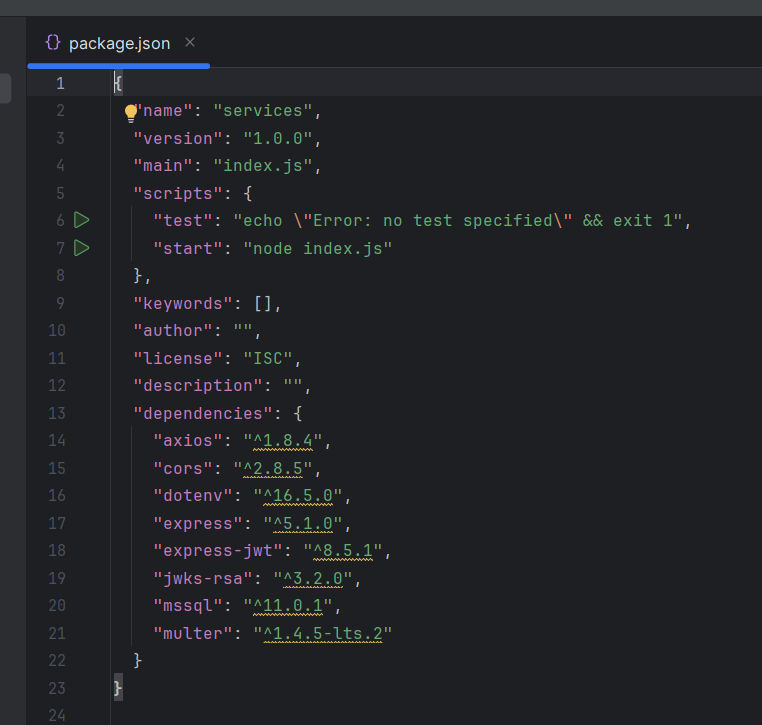 {} package.json ×
1 {
2 "name": "services",
3 "version": "1.0.0",
4 "main": "index.js",
5 "scripts": {
6 "test": "echo \"Error: no test specified\" && exit 1",
7 "start": "node index.js"
8 },
9 "keywords": [],
10 "author": "",
11 "license": "ISC",
12 "description": "",
13 "dependencies": {
14 "axios": "^1.8.4",
15 "cors": "^2.8.5",
16 "dotenv": "^16.5.0",
17 "express": "^5.1.0",
18 "express-jwt": "^8.5.1",
19 "jwks-rsa": "^3.2.0",
20 "mssql": "^11.0.1",
21 "multer": "^1.4.5-lts.2"
22 }
23 }
24